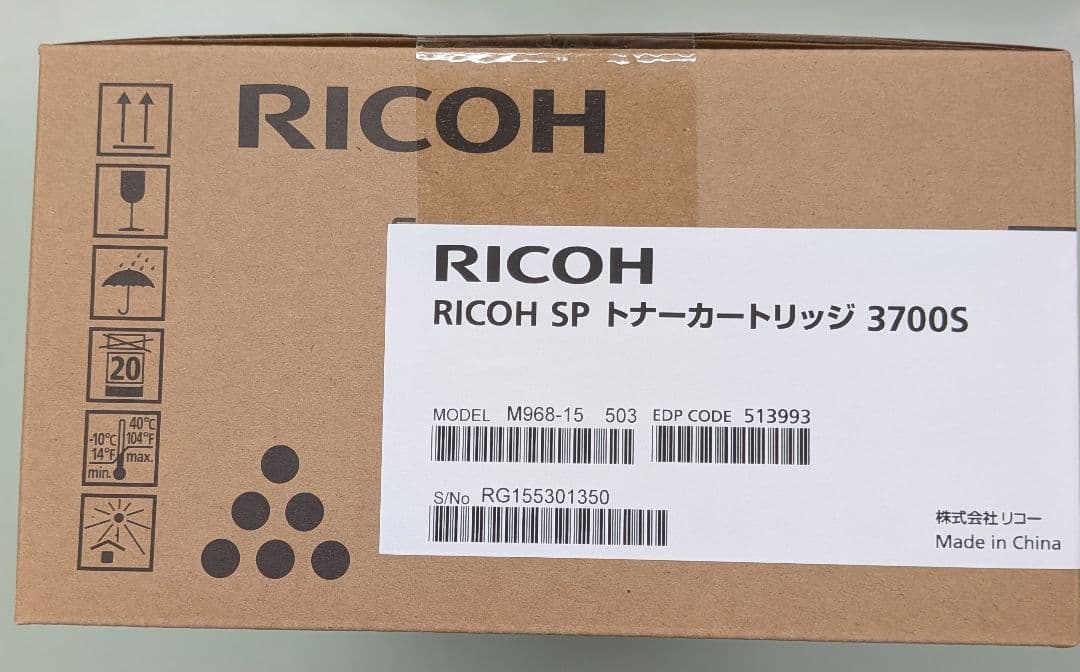 RICOH
RICOH
RICOH SP トナーカートリッジ 3700S
MODEL M968-15 503 EDP CODE 513993
S/No RG155301350
株式会社リコー
Made in China
20
40℃
-10℃ 104°F
14°F max.
min.